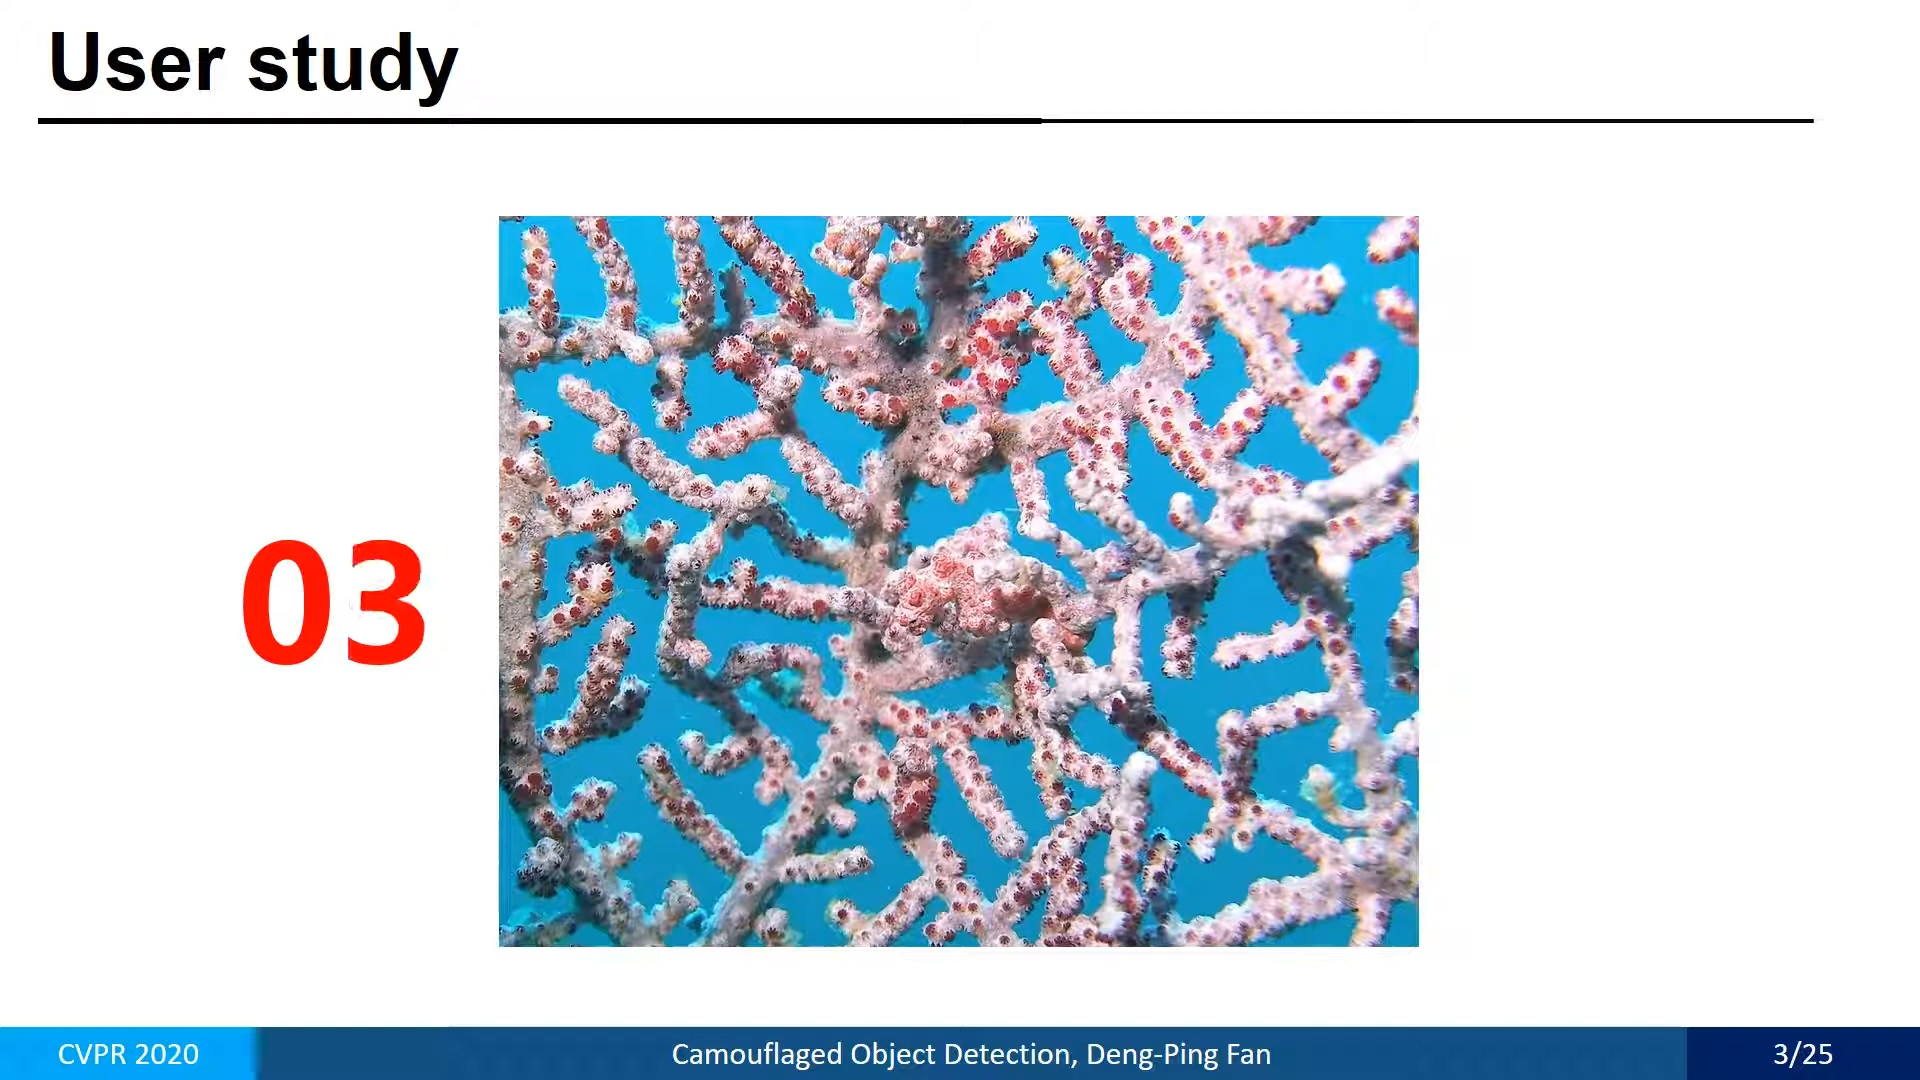 User study
03
CVPR 2020
Camouflaged Object Detection, Deng-Ping Fan
3/25